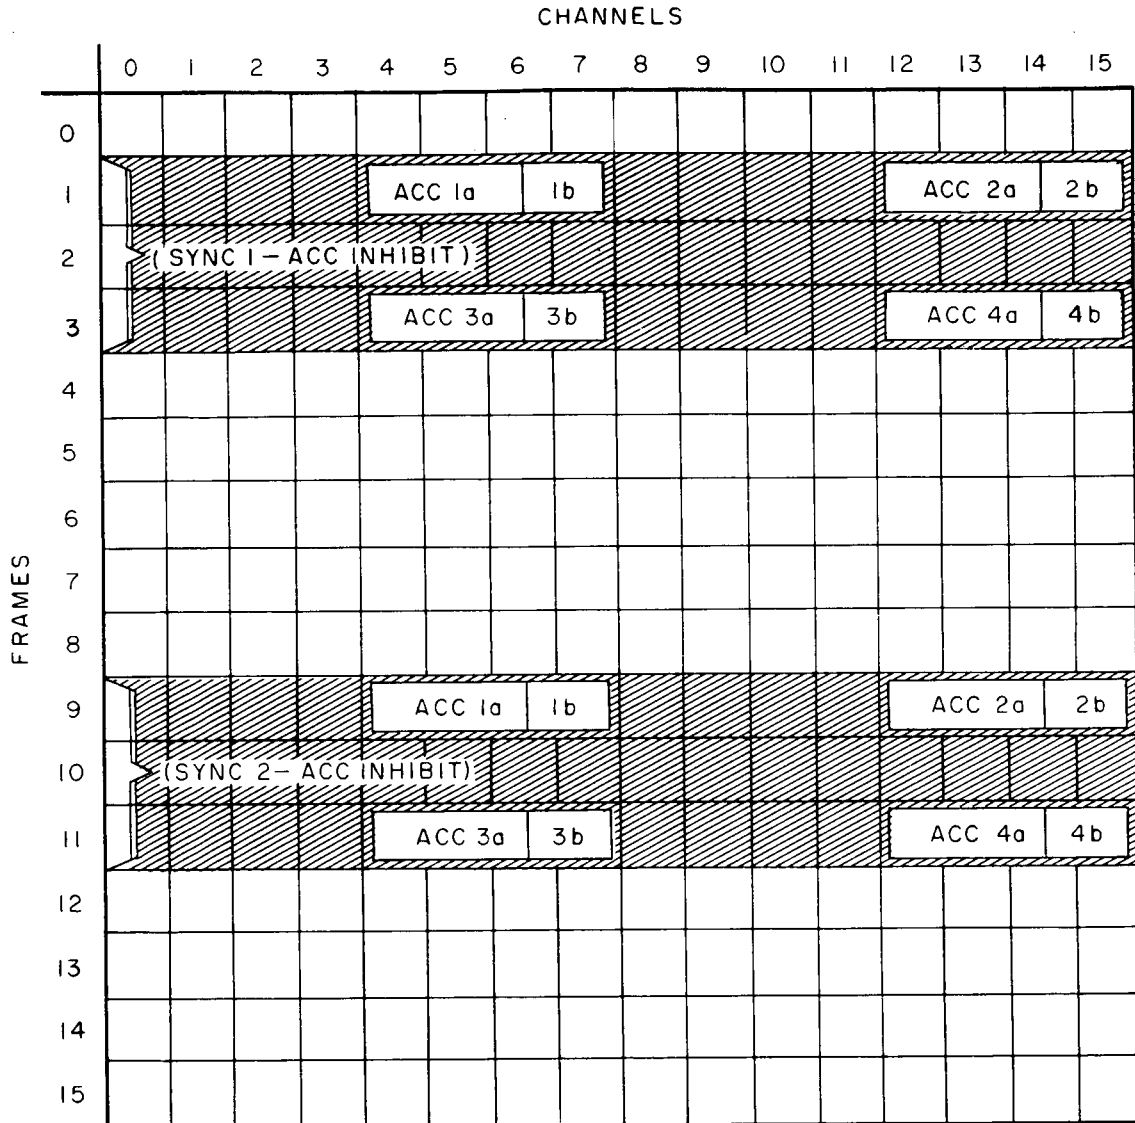 CHANNELS
0 1 2 3 4 5 6 7 8 9 10 11 12 13 14 15
FRAMES
0
1 ACC 1a 1b ACC 2a 2b
2 (SYNC 1 - ACC INHIBIT)
3 ACC 3a 3b ACC 4a 4b
4
5
6
7
8
9 ACC 1a 1b ACC 2a 2b
10 (SYNC 2 - ACC INHIBIT)
11 ACC 3a 3b ACC 4a 4b
12
13
14
15